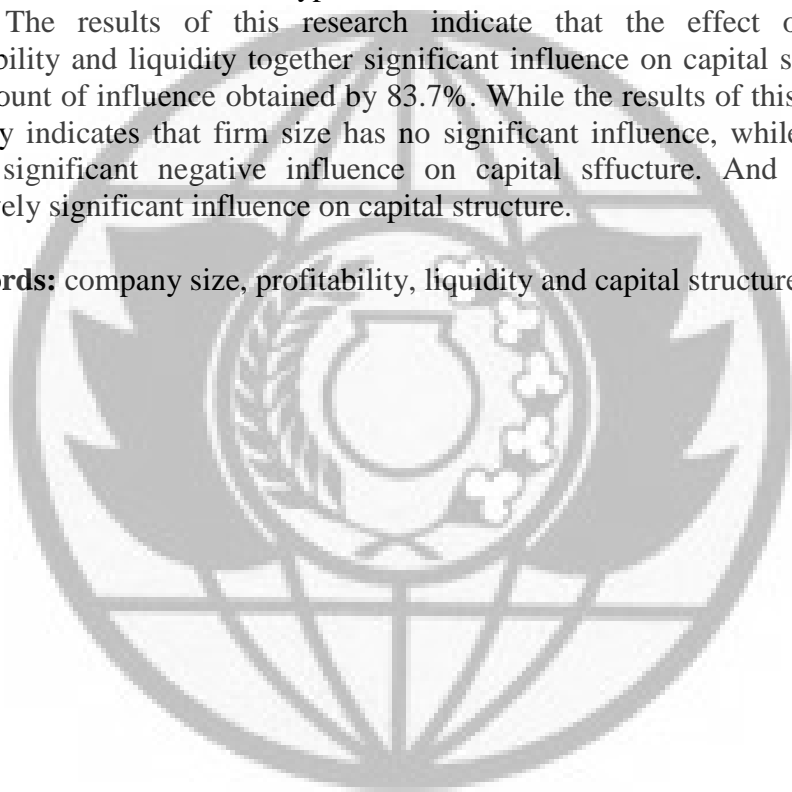 The results of this research indicate that the effect o
bility and liquidity together significant influence on capital s
ount of influence obtained by 83.7%. While the results of this
y indicates that firm size has no significant influence, while
significant negative influence on capital sffucture. And
vely significant influence on capital structure.
rds: company size, profitability, liquidity and capital structure